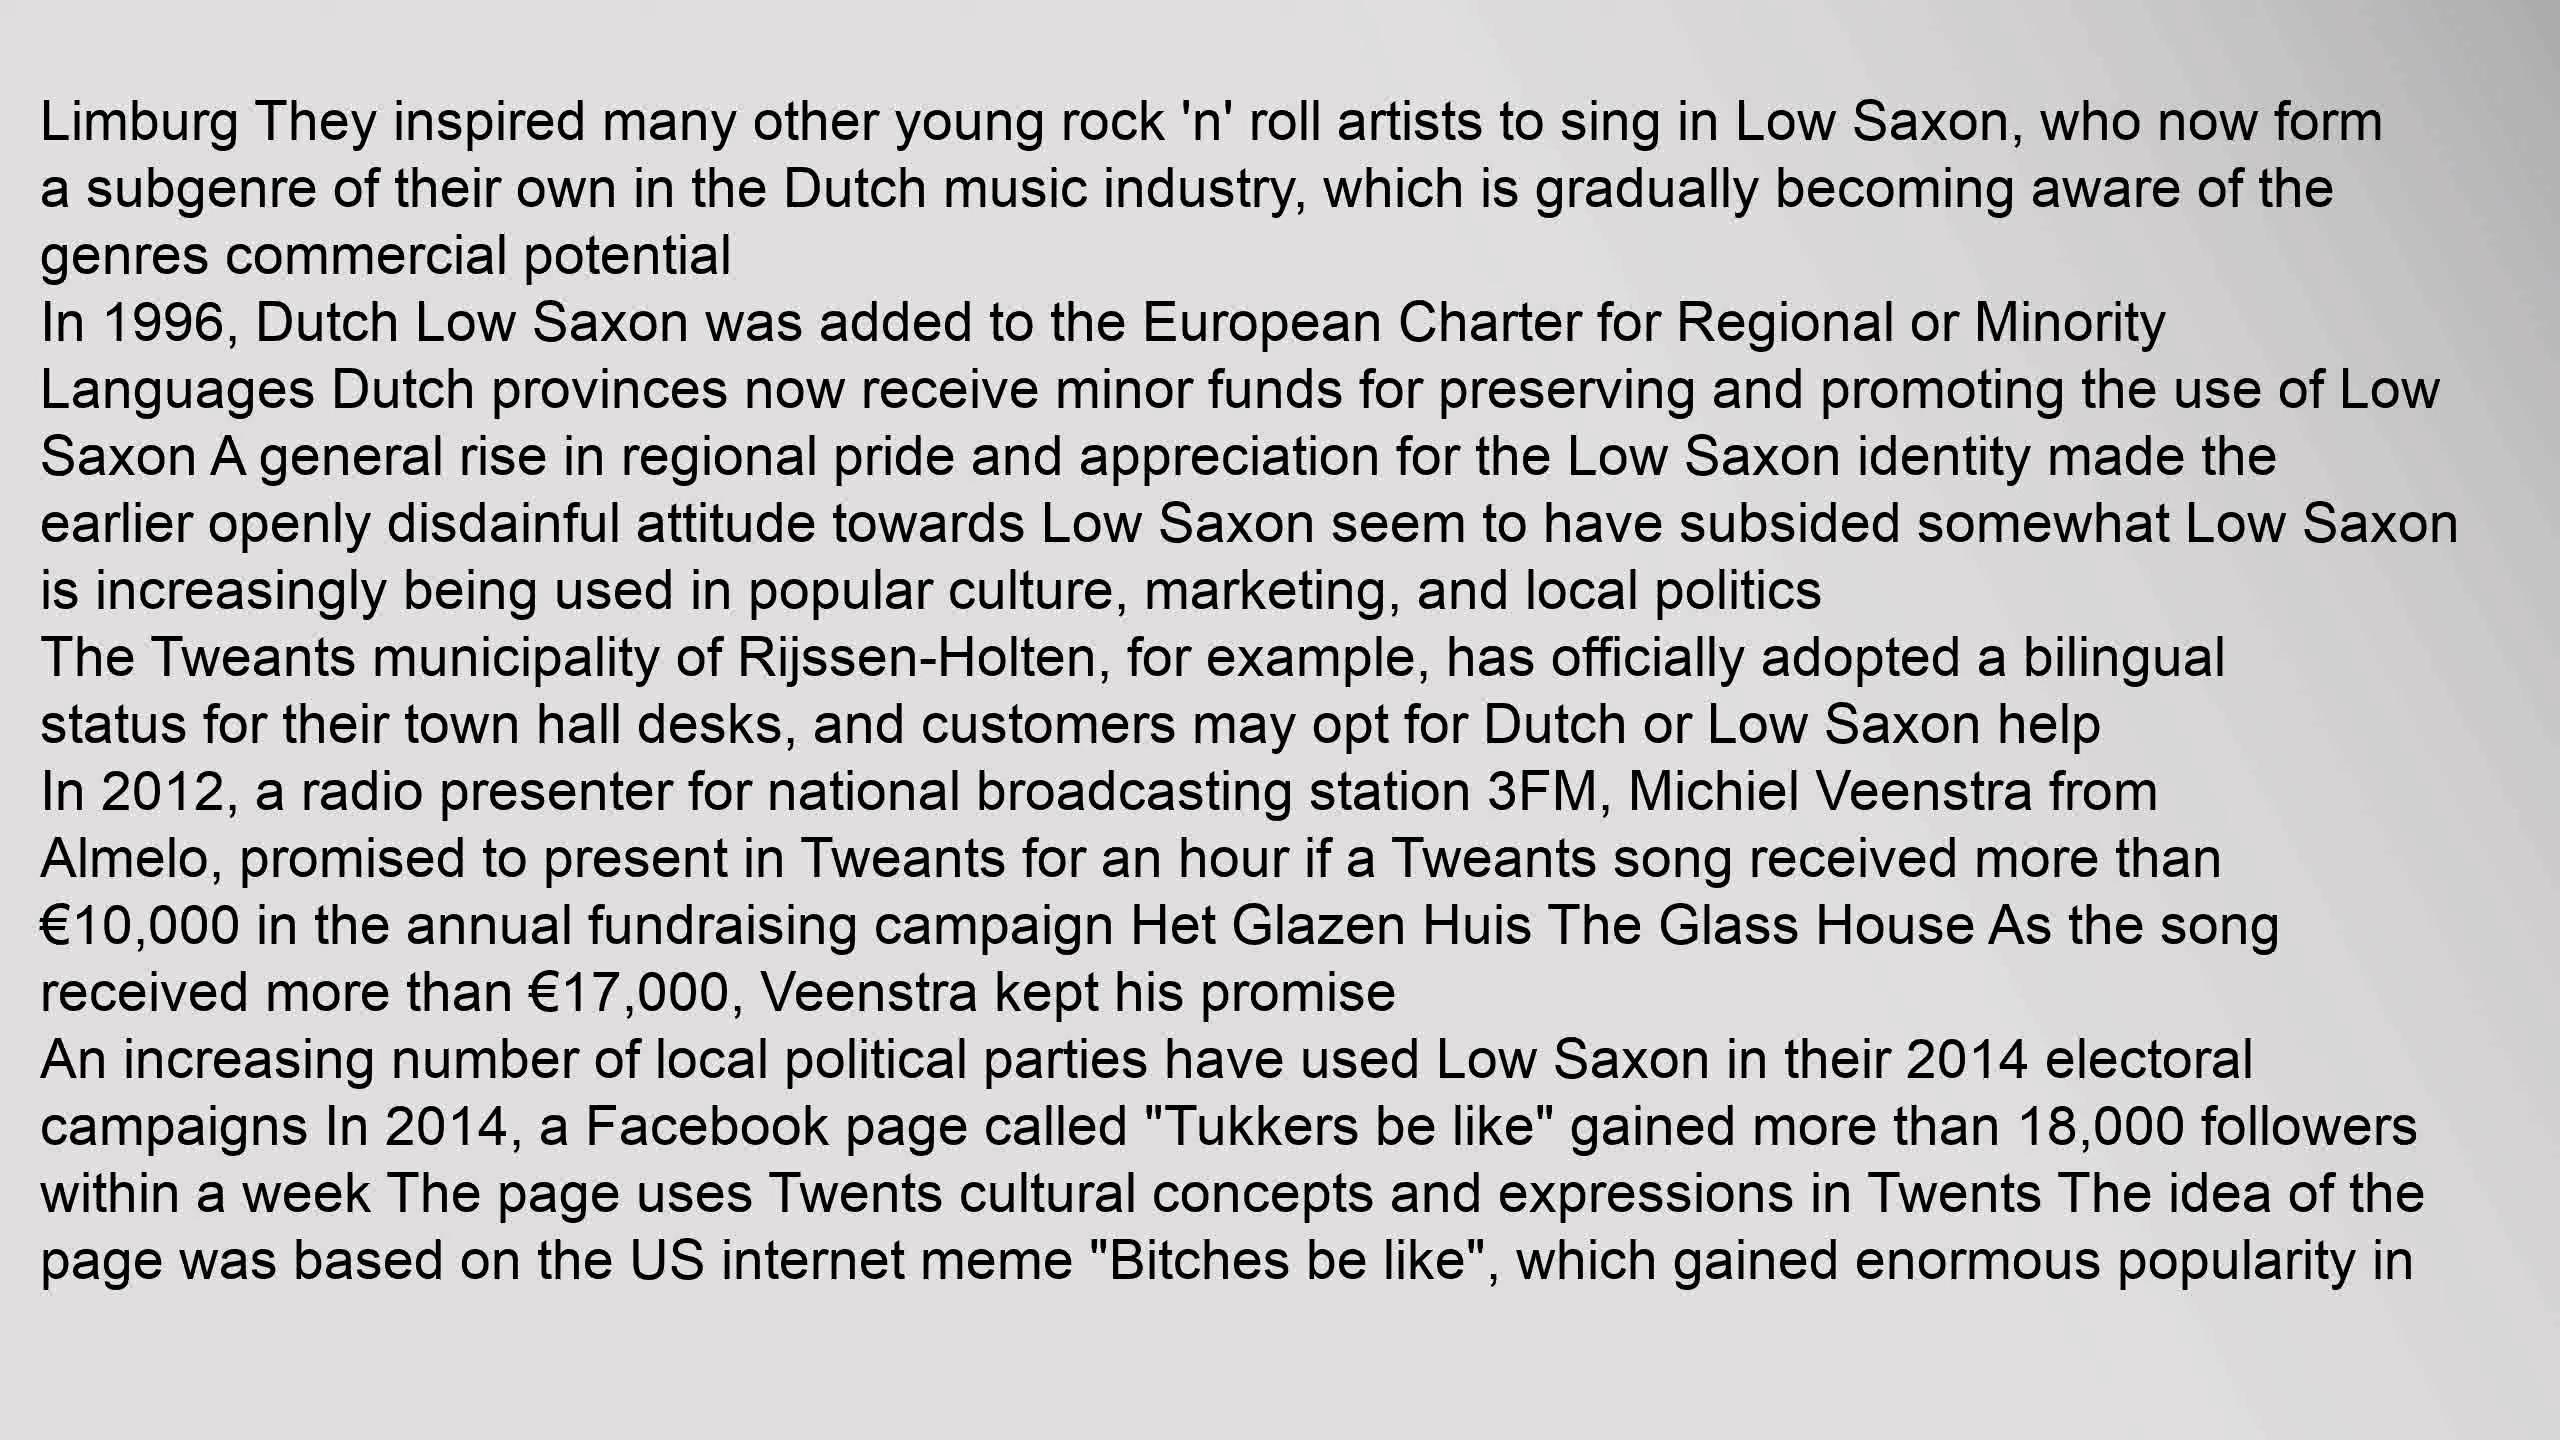 Limburg They inspired many other young rock 'n' roll artists to sing in Low Saxon, who now form
a subgenre of their own in the Dutch music industry, which is gradually becoming aware of the
genres commercial potential
In 1996, Dutch Low Saxon was added to the European Charter for Regional or Minority
Languages Dutch provinces now receive minor funds for preserving and promoting the use of Low
Saxon A general rise in regional pride and appreciation for the Low Saxon identity made the
earlier openly disdainful attitude towards Low Saxon seem to have subsided somewhat Low Saxon
is increasingly being used in popular culture, marketing, and local politics
The Tweants municipality of Rijssen-Holten, for example, has officially adopted a bilingual
status for their town hall desks, and customers may opt for Dutch or Low Saxon help
In 2012, a radio presenter for national broadcasting station 3FM, Michiel Veenstra from
Almelo, promised to present in Tweants for an hour if a Tweants song received more than
€10,000 in the annual fundraising campaign Het Glazen Huis The Glass House As the song
received more than €17,000, Veenstra kept his promise
An increasing number of local political parties have used Low Saxon in their 2014 electoral
campaigns In 2014, a Facebook page called "Tukkers be like" gained more than 18,000 followers
within a week The page uses Twents cultural concepts and expressions in Twents The idea of the
page was based on the US internet meme "Bitches be like", which gained enormous popularity in